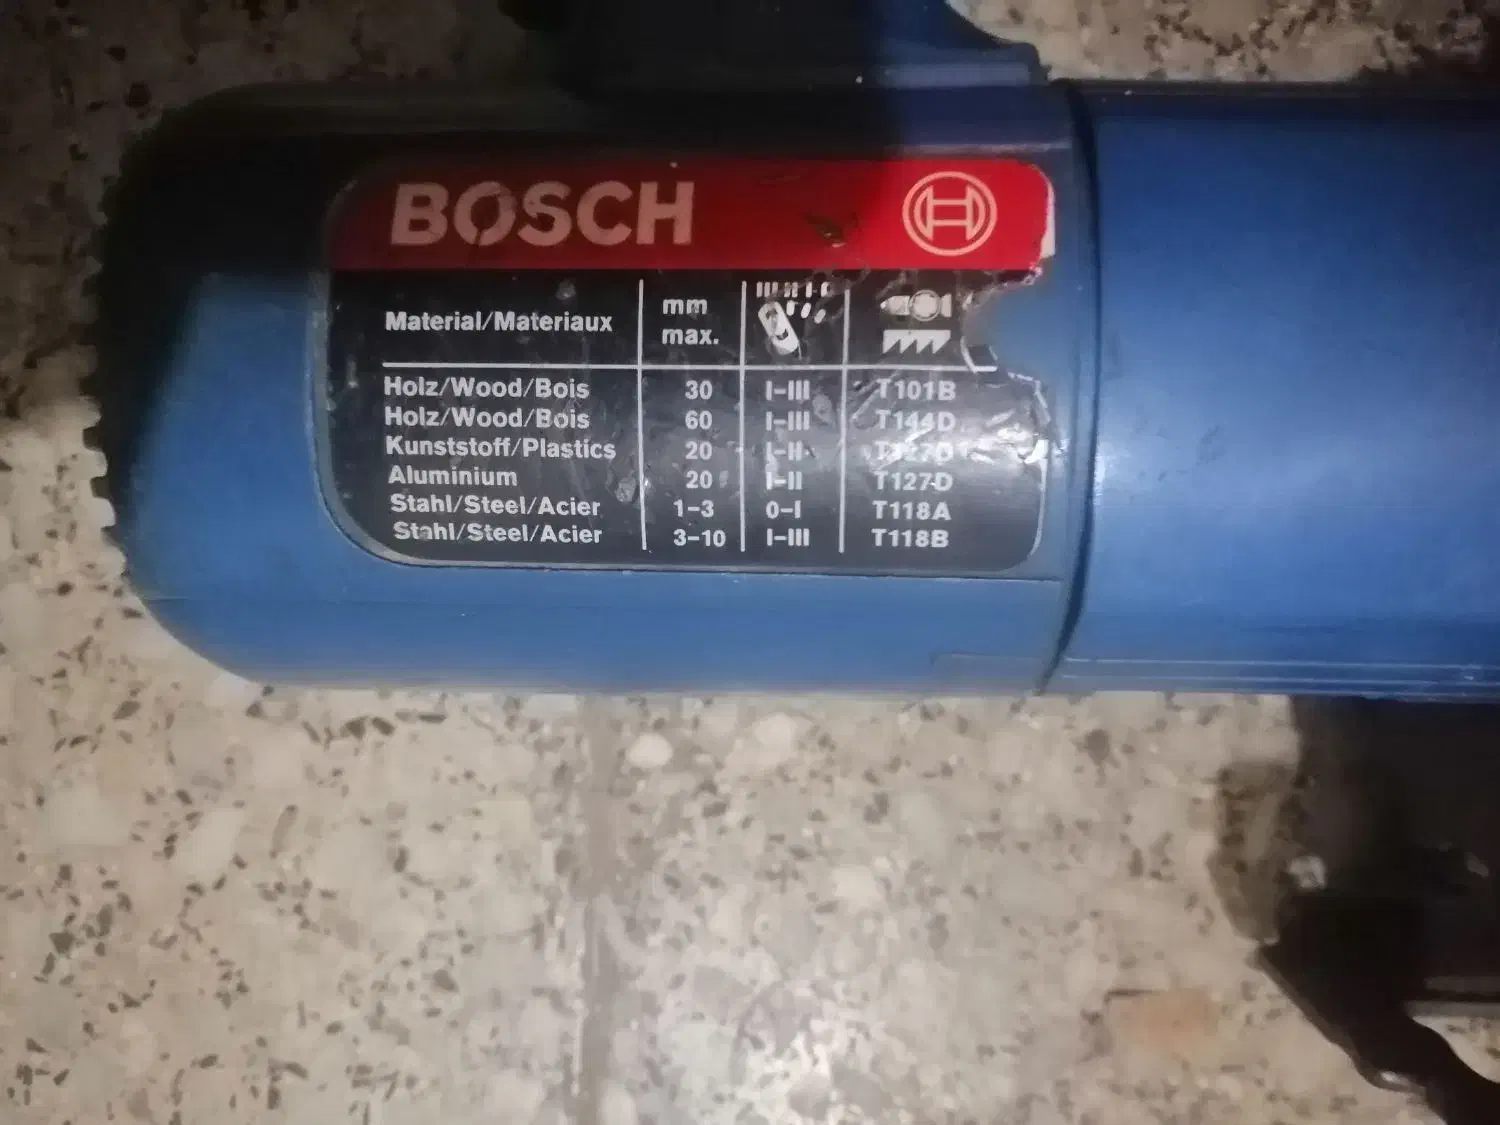 BOSCH
Material/Materiaux mm max.
Holz/Wood/Bois 30 I-III T101B
Holz/Wood/Bois 60 I-III T144D
Kunststoff/Plastics 20 I-II T127D
Aluminium 20 I-II T127D
Stahl/Steel/Acier 1-3 0-I T118A
Stahl/Steel/Acier 3-10 I-III T118B